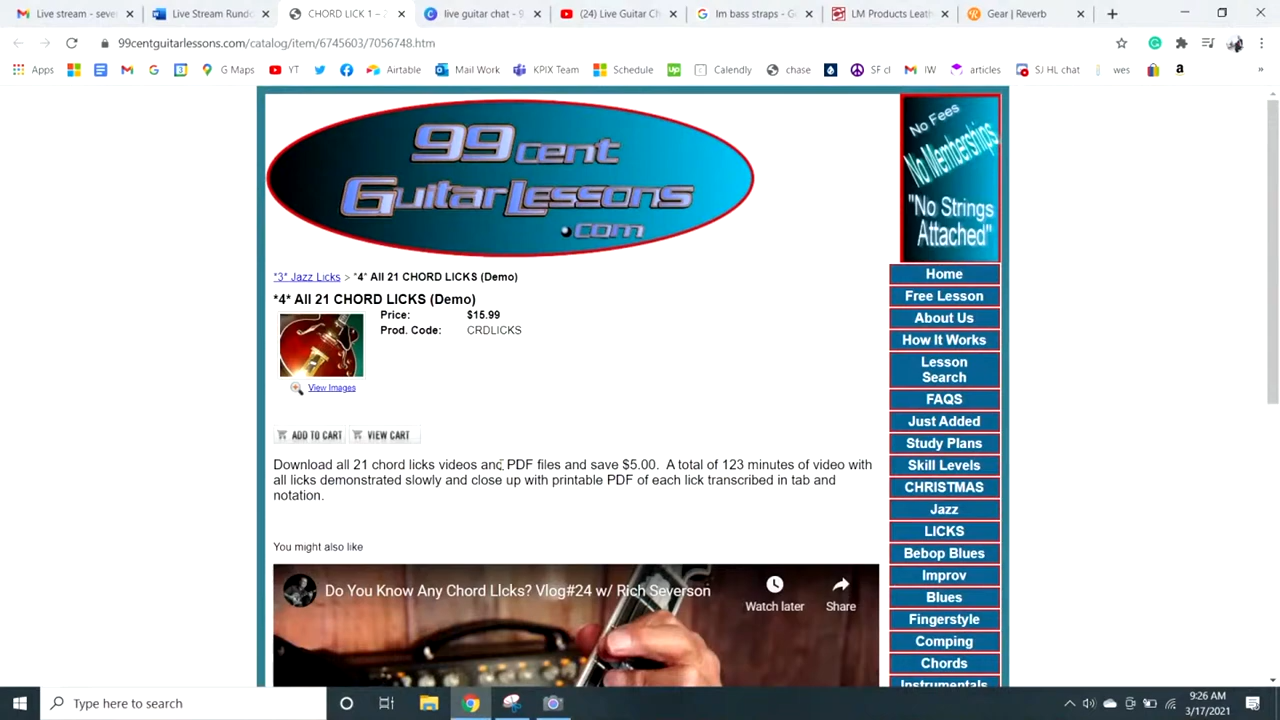 Live stream - seve
Live Stream Rundo
CHORD LICK 1 –
live guitar chat - 9
(24) Live Guitar Ch
lm bass straps - G
LM Products Leathe
Gear | Reverb
99centguitarlessons.com/catalog/item/6745603/7056748.htm
Apps
G Maps
YT
Airtable
Mail Work
KPIX Team
Schedule
up
Calendly
chase
SF cl
IW
articles
SJ HL chat
wes
99cent
GuitarLessons
.com
No Fees
No Memberships
"No Strings
Attached"
*3* Jazz Licks > *4* All 21 CHORD LICKS (Demo)
*4* All 21 CHORD LICKS (Demo)
Price: $15.99
Prod. Code: CRDLICKS
View Images
ADD TO CART
VIEW CART
Download all 21 chord licks videos and PDF files and save $5.00. A total of 123 minutes of video with
all licks demonstrated slowly and close up with printable PDF of each lick transcribed in tab and
notation.
You might also like
Do You Know Any Chord LIcks? Vlog#24 w/ Rich Severson
Watch later
Share
Home
Free Lesson
About Us
How It Works
Lesson
Search
FAQS
Just Added
Study Plans
Skill Levels
CHRISTMAS
Jazz
LICKS
Bebop Blues
Improv
Blues
Fingerstyle
Comping
Chords
Instrumentals
Type here to search
9:26 AM
3/17/2021